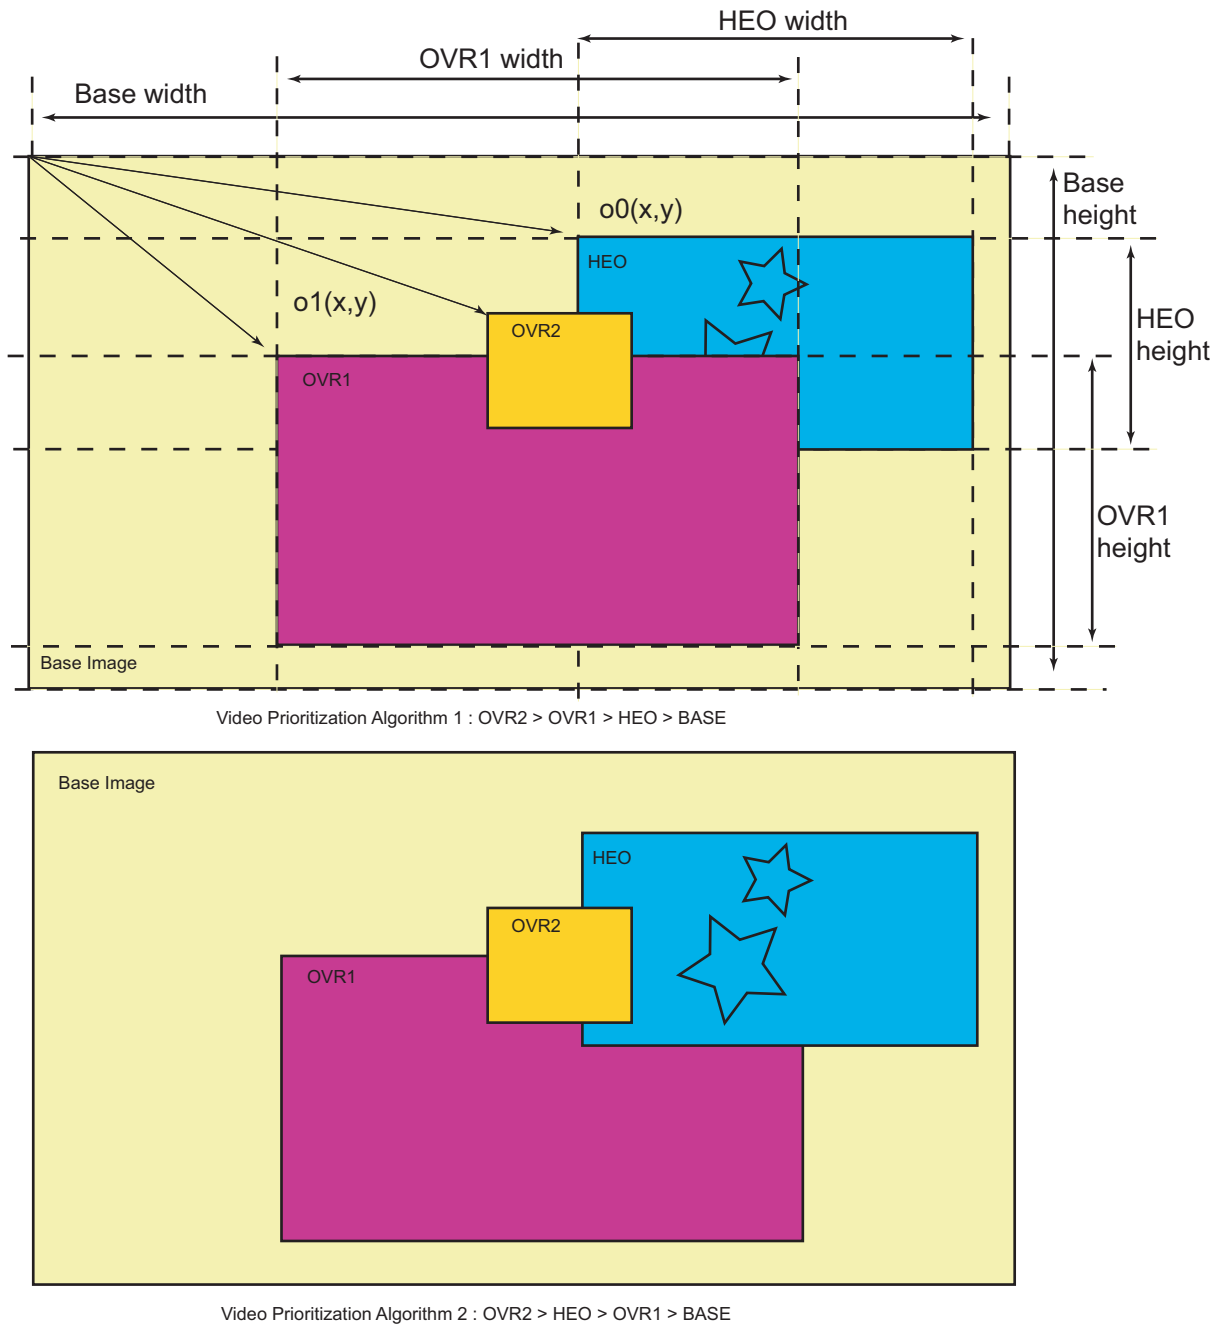 HEO width
OVR1 width
Base width
Base
height
o0(x,y)
HEO
o1(x,y)
OVR2
HEO
height
OVR1
OVR1
height
Base Image
Video Prioritization Algorithm 1 : OVR2 > OVR1 > HEO > BASE
Base Image
HEO
OVR2
OVR1
Video Prioritization Algorithm 2 : OVR2 > HEO > OVR1 > BASE